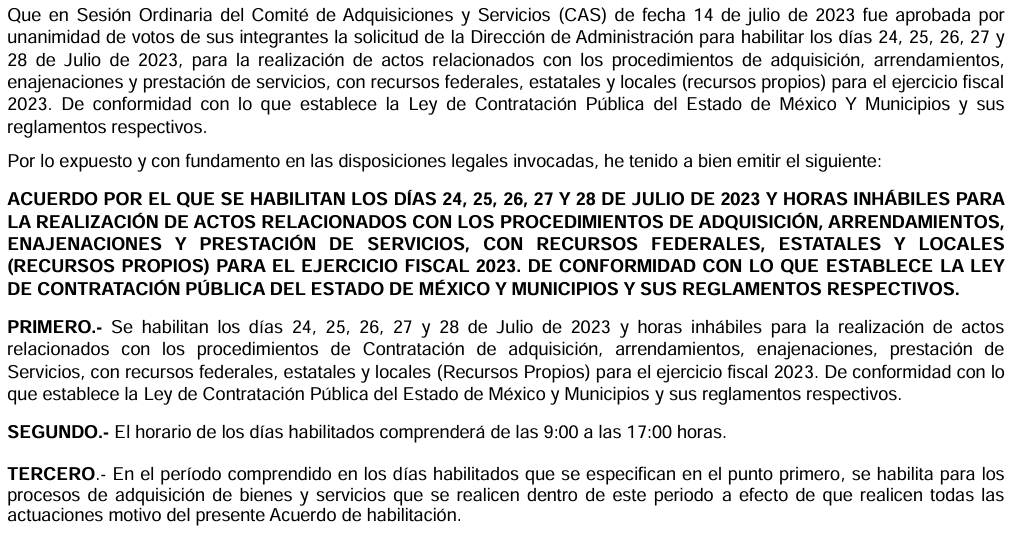 Que en Sesión Ordinaria del Comité de Adquisiciones y Servicios (CAS) de fecha 14 de julio de 2023 fue aprobada por
unanimidad de votos de sus integrantes la solicitud de la Dirección de Administración para habilitar los días 24, 25, 26, 27 y
28 de Julio de 2023, para la realización de actos relacionados con los procedimientos de adquisición, arrendamientos,
enajenaciones y prestación de servicios, con recursos federales, estatales y locales (recursos propios) para el ejercicio fiscal
2023. De conformidad con lo que establece la Ley de Contratación Pública del Estado de México Y Municipios y sus
reglamentos respectivos.
Por lo expuesto y con fundamento en las disposiciones legales invocadas, he tenido a bien emitir el siguiente:
ACUERDO POR EL QUE SE HABILITAN LOS DÍAS 24, 25, 26, 27 Y 28 DE JULIO DE 2023 Y HORAS INHÁBILES PARA
LA REALIZACIÓN DE ACTOS RELACIONADOS CON LOS PROCEDIMIENTOS DE ADQUISICIÓN, ARRENDAMIENTOS,
ENAJENACIONES Y PRESTACIÓN DE SERVICIOS, CON RECURSOS FEDERALES, ESTATALES Y LOCALES
(RECURSOS PROPIOS) PARA EL EJERCICIO FISCAL 2023. DE CONFORMIDAD CON LO QUE ESTABLECE LA LEY
DE CONTRATACIÓN PÚBLICA DEL ESTADO DE MÉXICO Y MUNICIPIOS Y SUS REGLAMENTOS RESPECTIVOS.
PRIMERO.- Se habilitan los días 24, 25, 26, 27 y 28 de Julio de 2023 y horas inhábiles para la realización de actos
relacionados con los procedimientos de Contratación de adquisición, arrendamientos, enajenaciones, prestación de
Servicios, con recursos federales, estatales y locales (Recursos Propios) para el ejercicio fiscal 2023. De conformidad con lo
que establece la Ley de Contratación Pública del Estado de México y Municipios y sus reglamentos respectivos.
SEGUNDO.- El horario de los días habilitados comprenderá de las 9:00 a las 17:00 horas.
TERCERO.- En el período comprendido en los días habilitados que se especifican en el punto primero, se habilita para los
procesos de adquisición de bienes y servicios que se realicen dentro de este periodo a efecto de que realicen todas las
actuaciones motivo del presente Acuerdo de habilitación.